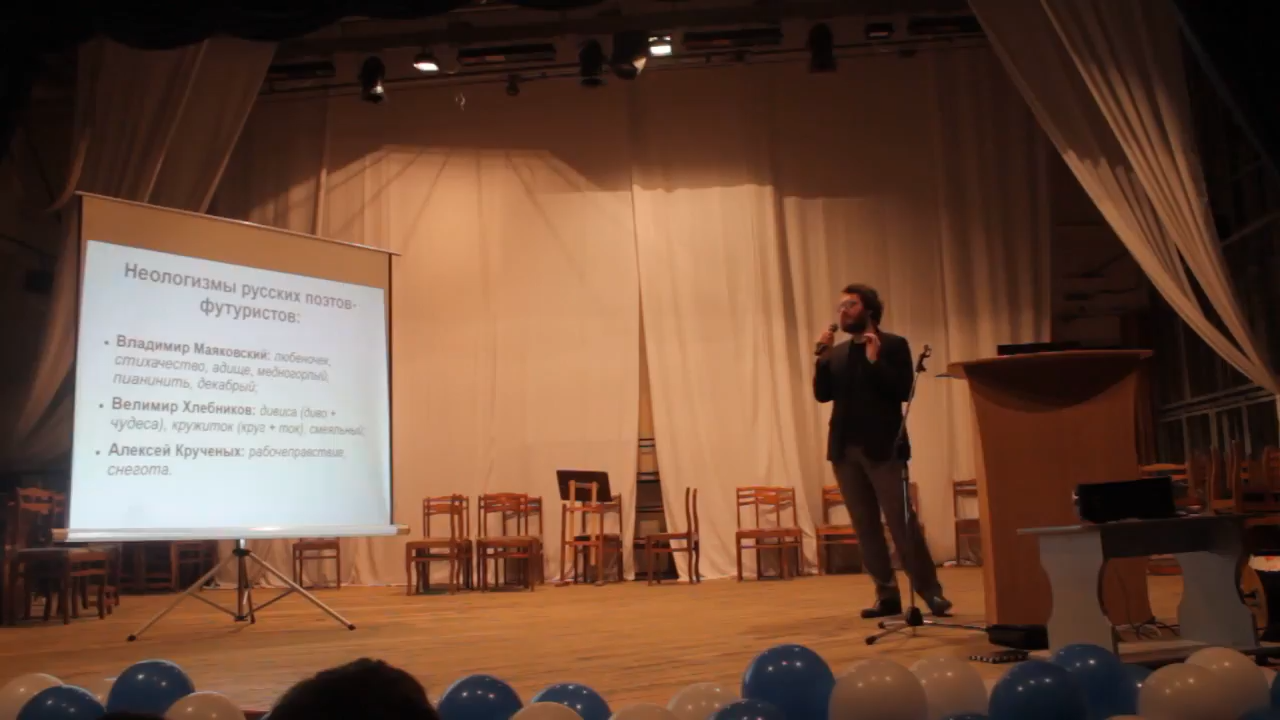 Неологизмы русских поэтов-
футуристов:
• Владимир Маяковский: любеночек,
стихачество, адище, медногорлый,
пианинить, декабрый;
• Велимир Хлебников: дивеса (диво +
чудеса), кружиток (круг + ток), смеяльный;
• Алексей Крученых: рабочеправствие,
снегота.